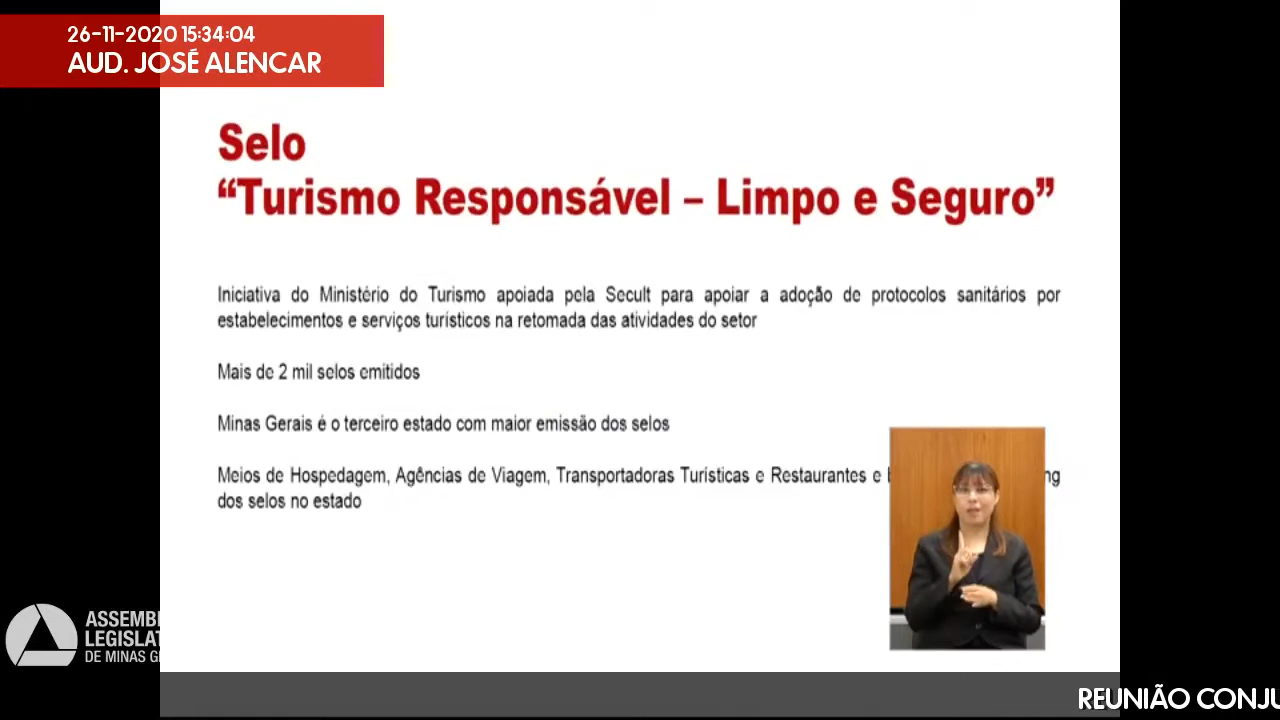 26-11-2020 15:34:04
AUD. JOSÉ ALENCAR
Selo
“Turismo Responsável – Limpo e Seguro”
Iniciativa do Ministério do Turismo apoiada pela Secult para apoiar a adoção de protocolos sanitários por
estabelecimentos e serviços turísticos na retomada das atividades do setor
Mais de 2 mil selos emitidos
Minas Gerais é o terceiro estado com maior emissão dos selos
Meios de Hospedagem, Agências de Viagem, Transportadoras Turísticas e Restaurantes e
dos selos no estado
DE MINAS
REUNIÃO